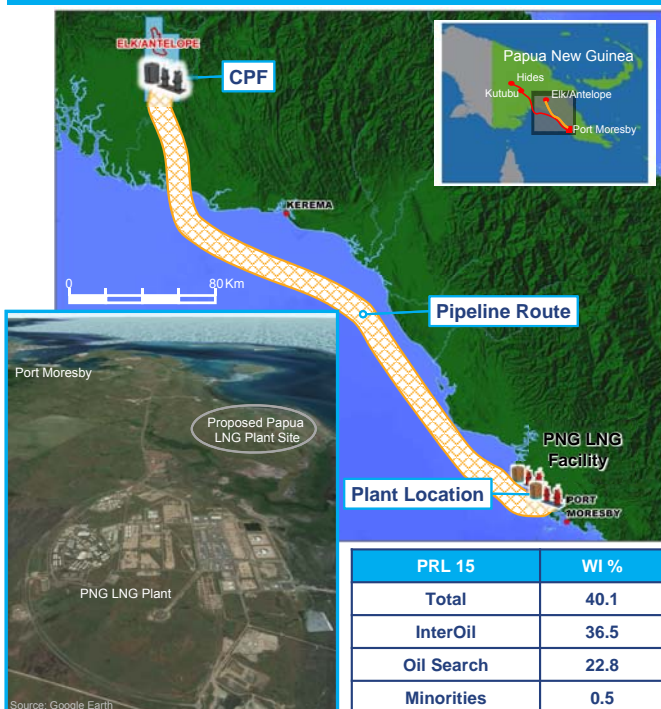 ELK/ANTELOPE
CPF
Papua New Guinea
Hides
Kutubu
Elk/Antelope
Port Moresby
KEREMA
0
80Km
Pipeline Route
Port Moresby
Proposed Papua
LNG Plant Site
PNG LNG
Facility
Plant Location
PORT
MORESBY
PNG LNG Plant
Source: Google Earth
PRL 15 WI %
Total 40.1
InterOil 36.5
Oil Search 22.8
Minorities 0.5